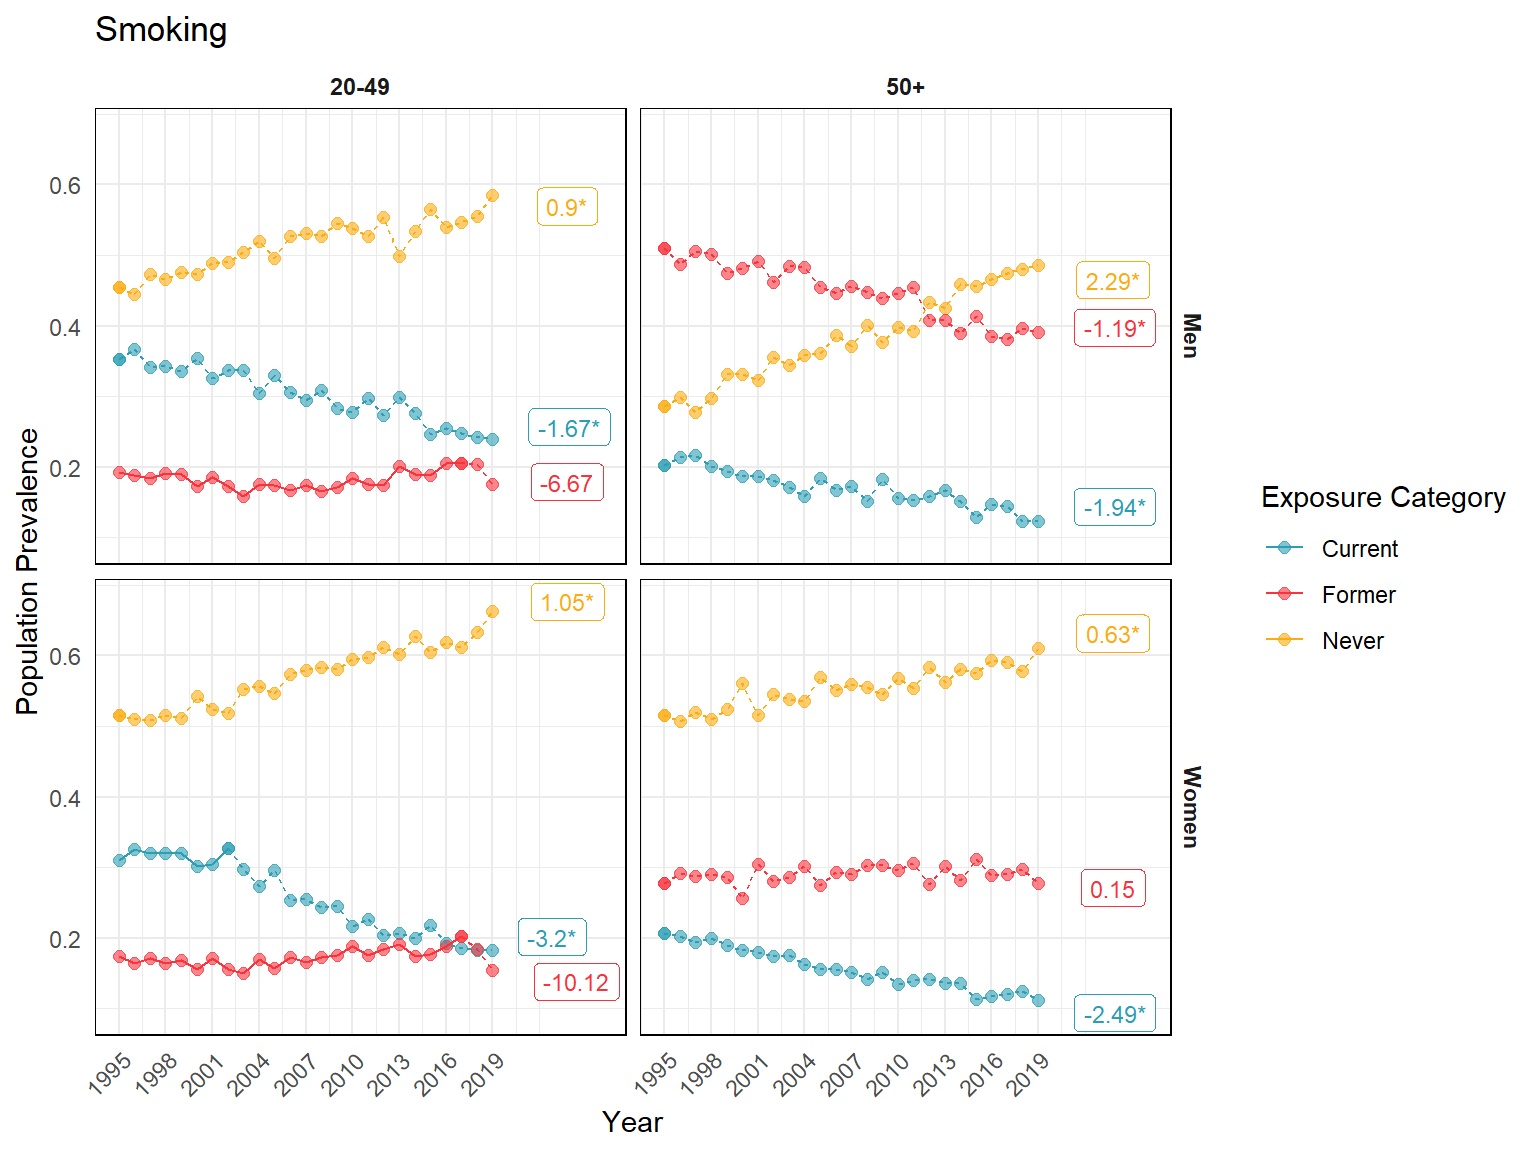 Smoking
20-49
50+
0.6
0.4
0.2
0.9*
-1.67*
-6.67
2.29*
-1.19*
-1.94*
Men
0.6
0.4
0.2
1.05*
-3.2*
-10.12
0.63*
0.15
-2.49*
Women
Population Prevalence
1995 1998 2001 2004 2007 2010 2013 2016 2019
1995 1998 2001 2004 2007 2010 2013 2016 2019
Year
Exposure Category
Current
Former
Never